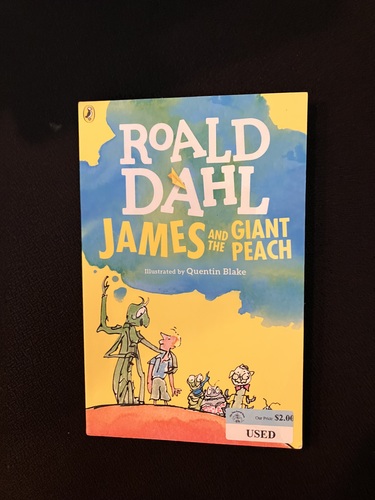 ROALD
DAHL
JAMES AND THE GIANT PEACH
Illustrated by Quentin Blake
Our Price: $2.00
USED